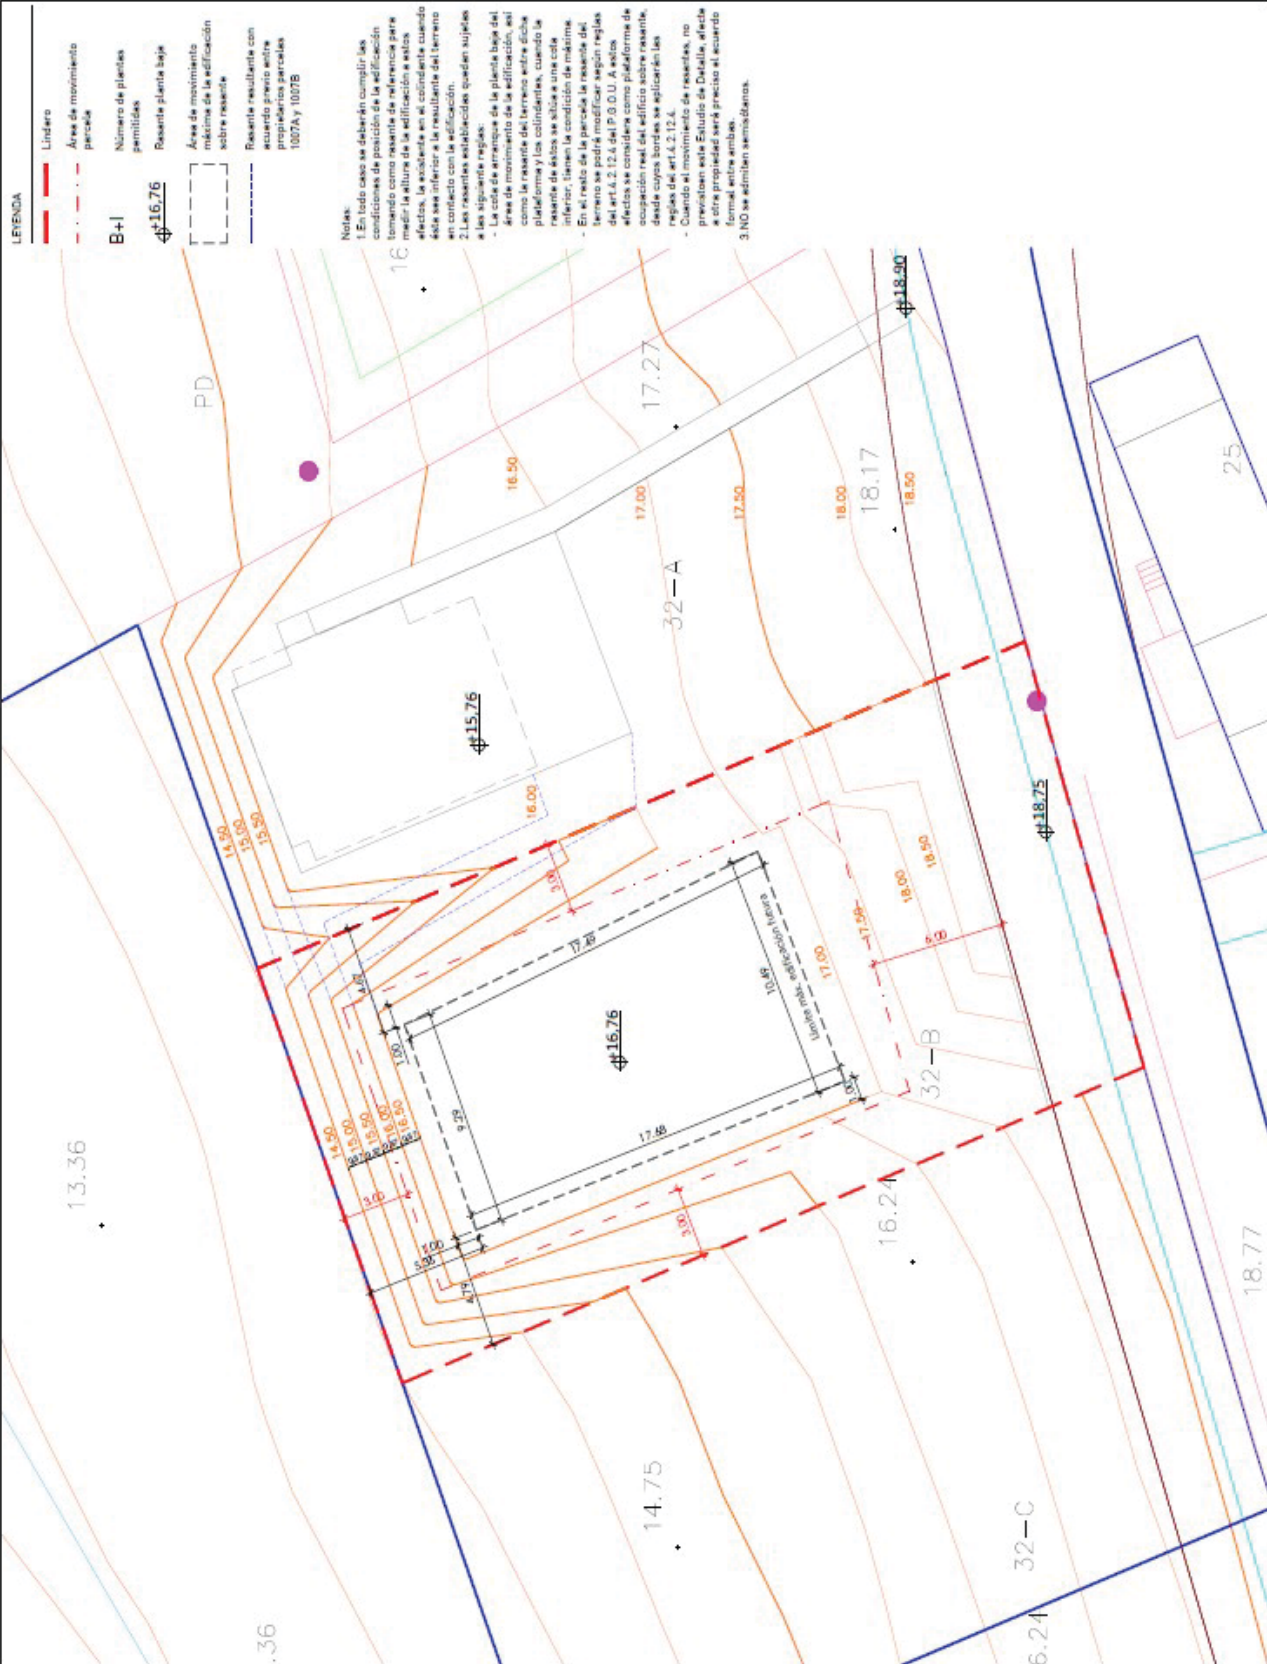 LEYENDA
Lindero
Área de movimiento
parcela
B+I
Número de plantas
permitidas
+16,76
Rasante planta baja
Área de movimiento
máxima de la edificación
sobre rasante
Rasante resultante con
acuerdo previo entre
propietarios parcelas
1007A y 1007B
Notas:
1.En todo caso se deberán cumplir las
condiciones de posición de la edificación
tomando como rasante de referencia para
medir la altura de la edificación a estos
efectos, la existente en el colindante cuando
ésta sea inferior a la resultante del terreno
en contacto con la edificación.
2.Las rasantes establecidas quedan sujetas
a las siguiente reglas:
- La cota de arranque de la planta baja del
área de movimiento de la edificación, así
como la rasante del terreno entre dicha
plataforma y los colindantes, cuando la
rasante de éstos se sitúa a una cota
inferior, tienen la condición de máxima.
- En el resto de la parcela la rasante del
terreno se podrá modificar según reglas
del art.4.2.12.4 del P.G.O.U. A estos
efectos se considera como plataforma de
ocupación real del edificio sobre rasante,
desde cuyos bordes se aplicarán las
reglas del art.4.2.12.4.
- Cuando el movimiento de rasantes, no
previsto en este Estudio de Detalle, afecte
a otra propiedad será preciso el acuerdo
formal entre ambas.
3.NO se admiten semisótanos.
16
PD
16.50
17.27
17.00
17.50
18.00
18.17
18.50
+18.90
25
32-A
+15,76
16.00
14.50
15.00
15.50
3.00
4.67
17.49
10.49
límite máx. edificación futura
17.00
17.50
18.00
18.50
6.00
+18.75
+16,76
1.00
9.39
17.68
1.00
32-B
14.50
15.00
15.50
16.00
16.50
3.00
1.00
4.79
3.00
16.24
13.36
14.75
18.77
32-C
.36
6.24